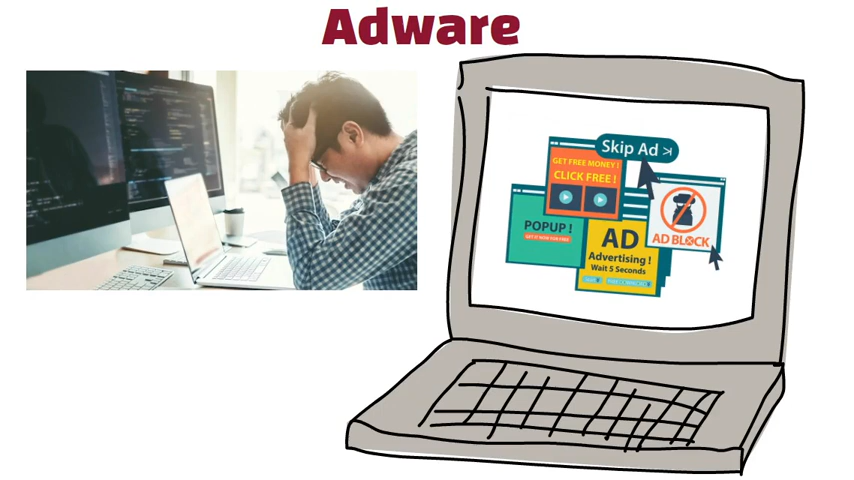 Adware
Skip Ad
GET FREE MONEY !
CLICK FREE !
POPUP !
AD
Advertising !
Wait 5 Seconds
AD BLOCK